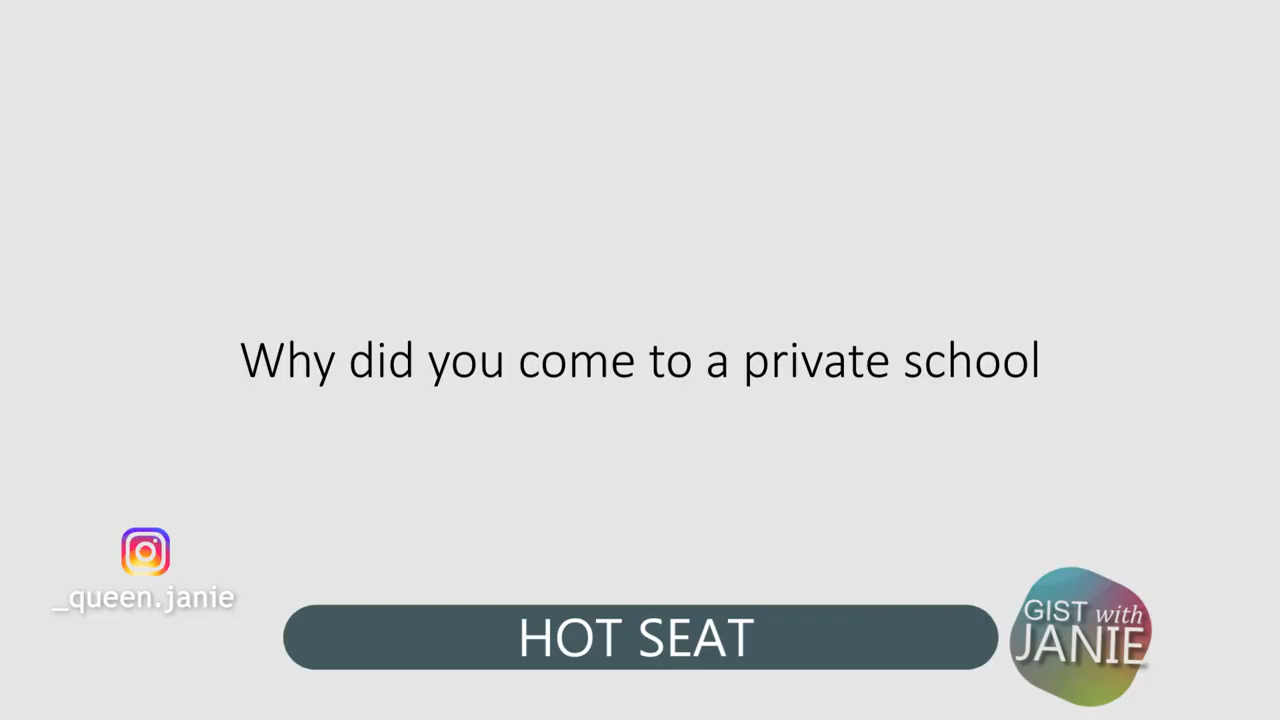 Why did you come to a private school
_queen.janie
HOT SEAT
GIST with
JANIE